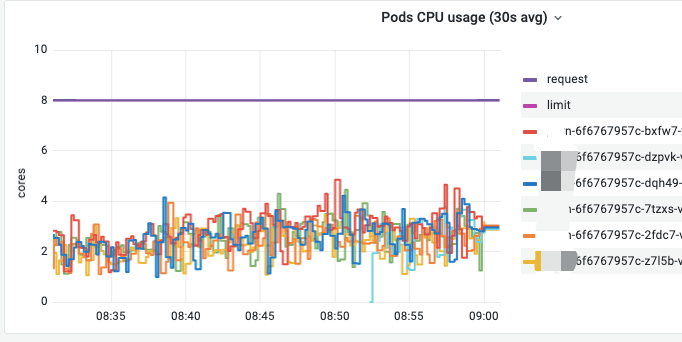 Pods CPU usage (30s avg)
10
8
6
4
2
0
cores
08:35
08:40
08:45
08:50
08:55
09:00
request
limit
n-6f6767957c-bxfw7-
6f6767957c-dzpvk-
6f6767957c-dqh49-
-6f6767957c-7tzxs-v
-6f6767957c-2fdc7-v
6f6767957c-z7l5b-v